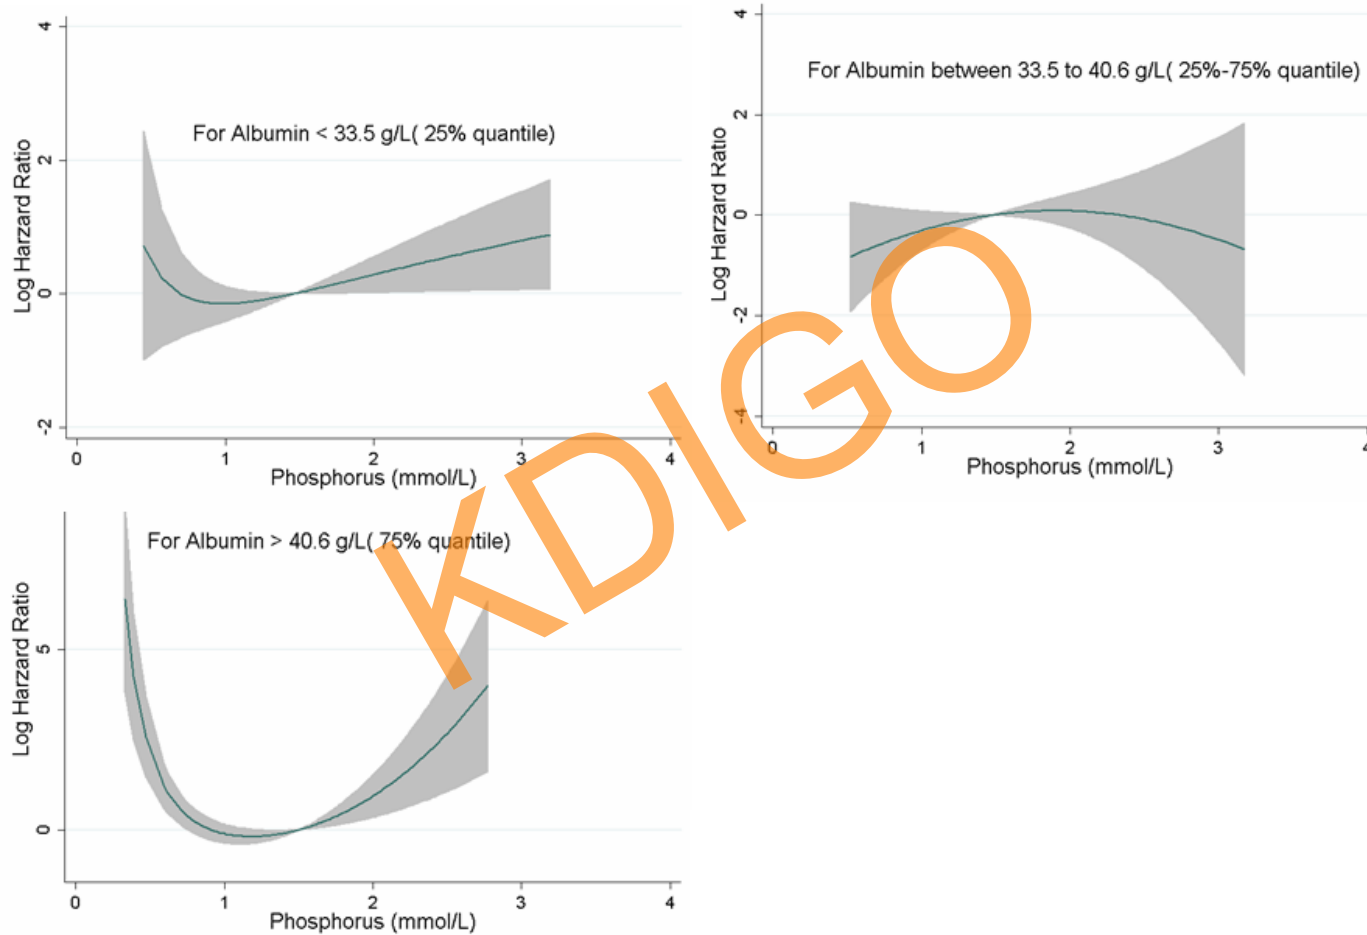 4
For Albumin < 33.5 g/L( 25% quantile)
2
Log Harzard Ratio
0
-2
0 1 2 3 4
Phosphorus (mmol/L)
4
For Albumin between 33.5 to 40.6 g/L( 25%-75% quantile)
2
Log Harzard Ratio
0
-2
-4
0 1 2 3 4
Phosphorus (mmol/L)
For Albumin > 40.6 g/L( 75% quantile)
5
Log Harzard Ratio
0
0 1 2 3 4
Phosphorus (mmol/L)
KDIGO